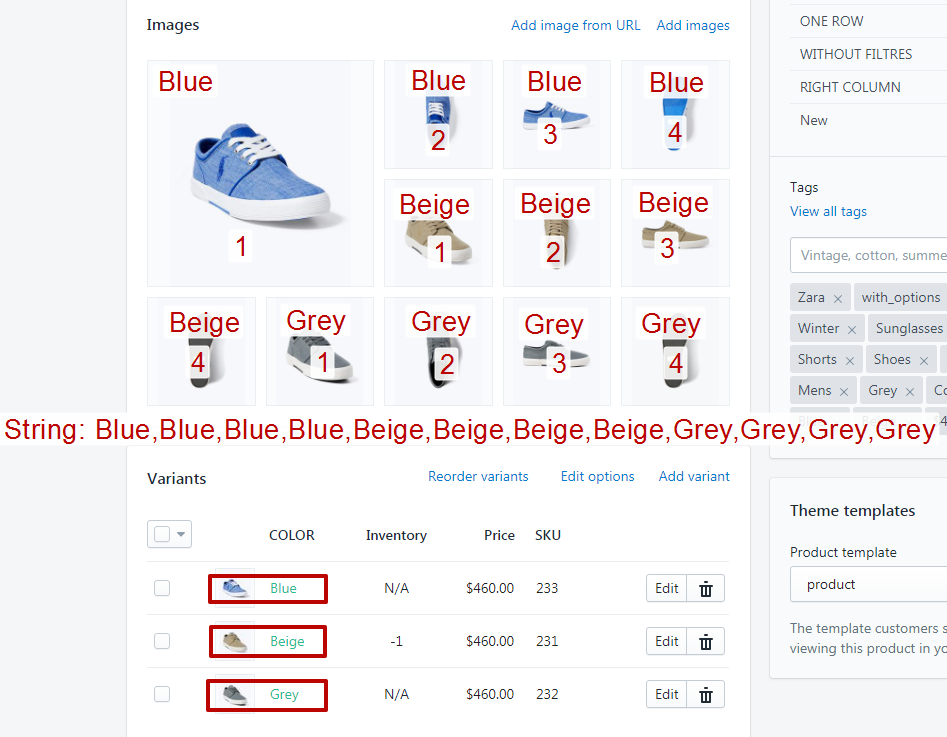 Images Add image from URL Add images
Blue Blue Blue Blue
1 2 3 4
Beige Beige Beige
1 2 3
Beige Grey Grey Grey Grey
4 1 2 3 4
String: Blue,Blue,Blue,Blue,Beige,Beige,Beige,Beige,Grey,Grey,Grey,Grey
Variants Reorder variants Edit options Add variant
COLOR Inventory Price SKU
Blue N/A $460.00 233 Edit
Beige -1 $460.00 231 Edit
Grey N/A $460.00 232 Edit
ONE ROW
WITHOUT FILTRES
RIGHT COLUMN
New
Tags
View all tags
Vintage, cotton, summe
Zara × with_options
Winter × Sunglasses
Shorts × Shoes ×
Mens × Grey × Co
Theme templates
Product template
product
The template customers s
viewing this product in yo